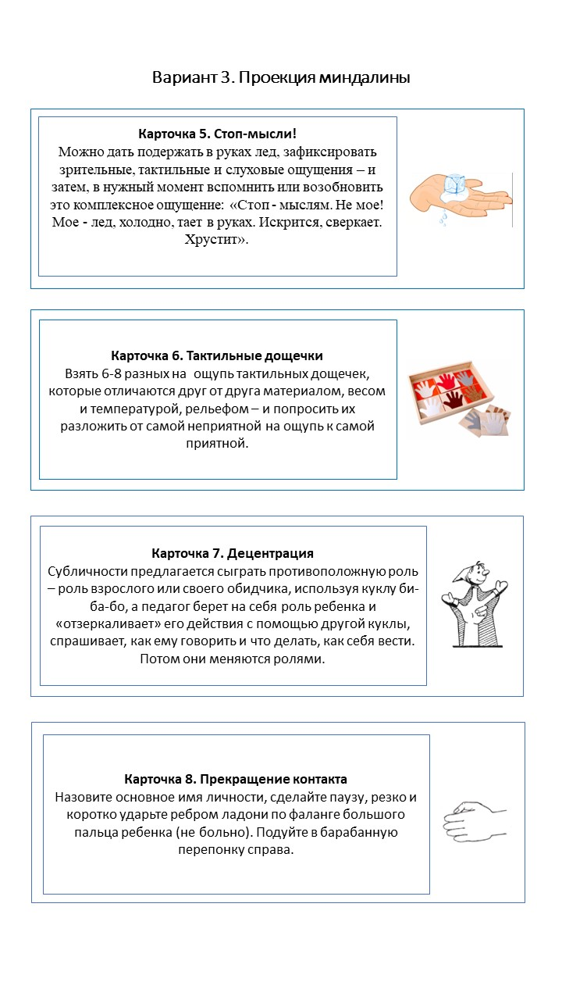 Вариант 3. Проекция миндалины
Карточка 5. Стоп-мысли!
Можно дать подержать в руках лед, зафиксировать
зрительные, тактильные и слуховые ощущения – и
затем, в нужный момент вспомнить или возобновить
это комплексное ощущение: «Стоп - мыслям. Не мое!
Мое - лед, холодно, тает в руках. Искрится, сверкает.
Хрустит».
Карточка 6. Тактильные дощечки
Взять 6-8 разных на ощупь тактильных дощечек,
которые отличаются друг от друга материалом, весом
и температурой, рельефом – и попросить их
разложить от самой неприятной на ощупь к самой
приятной.
Карточка 7. Децентрация
Субличности предлагается сыграть противоположную роль
– роль взрослого или своего обидчика, используя куклу би-
ба-бо, а педагог берет на себя роль ребенка и
«отзеркаливает» его действия с помощью другой куклы,
спрашивает, как ему говорить и что делать, как себя вести.
Потом они меняются ролями.
Карточка 8. Прекращение контакта
Назовите основное имя личности, сделайте паузу, резко и
коротко ударьте ребром ладони по фаланге большого
пальца ребенка (не больно). Подуйте в барабанную
перепонку справа.